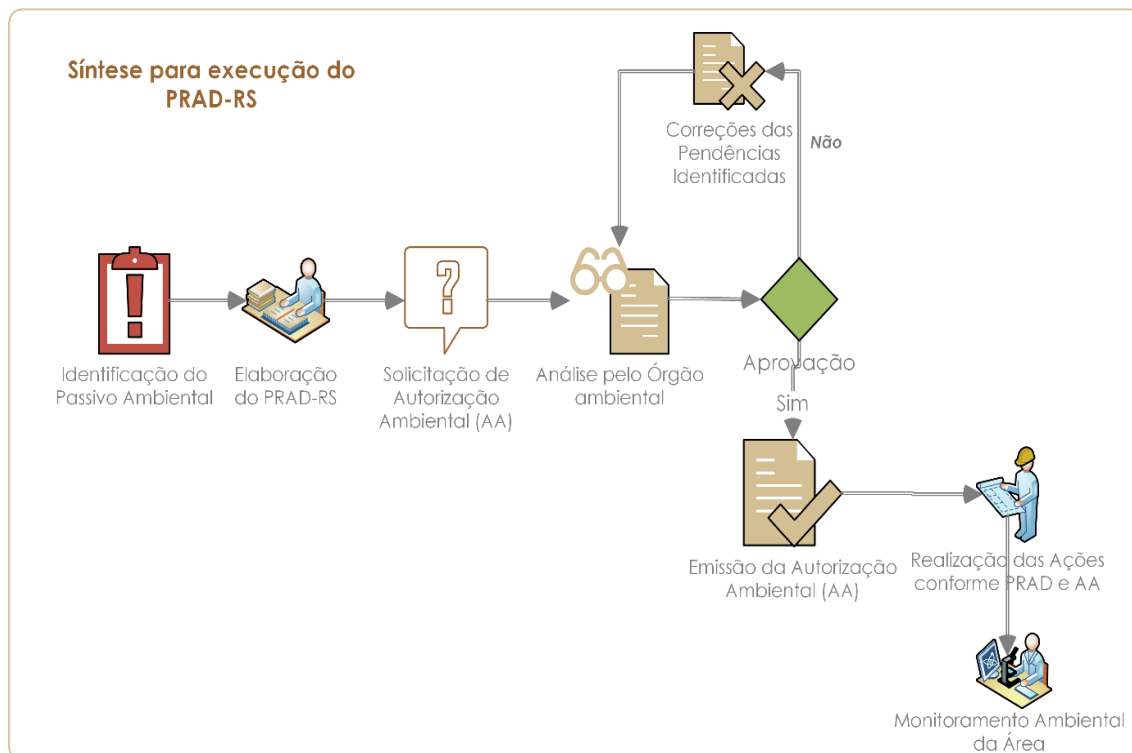 Síntese para execução do
PRAD-RS
Correções das
Pendências
Identificadas
Não
Identificação do
Passivo Ambiental
Elaboração
do PRAD-RS
Solicitação de
Autorização
Ambiental (AA)
Análise pelo Órgão
ambiental
Aprovação
Sim
Emissão da Autorização
Ambiental (AA)
Realização das Ações
conforme PRAD e AA
Monitoramento Ambiental
da Área